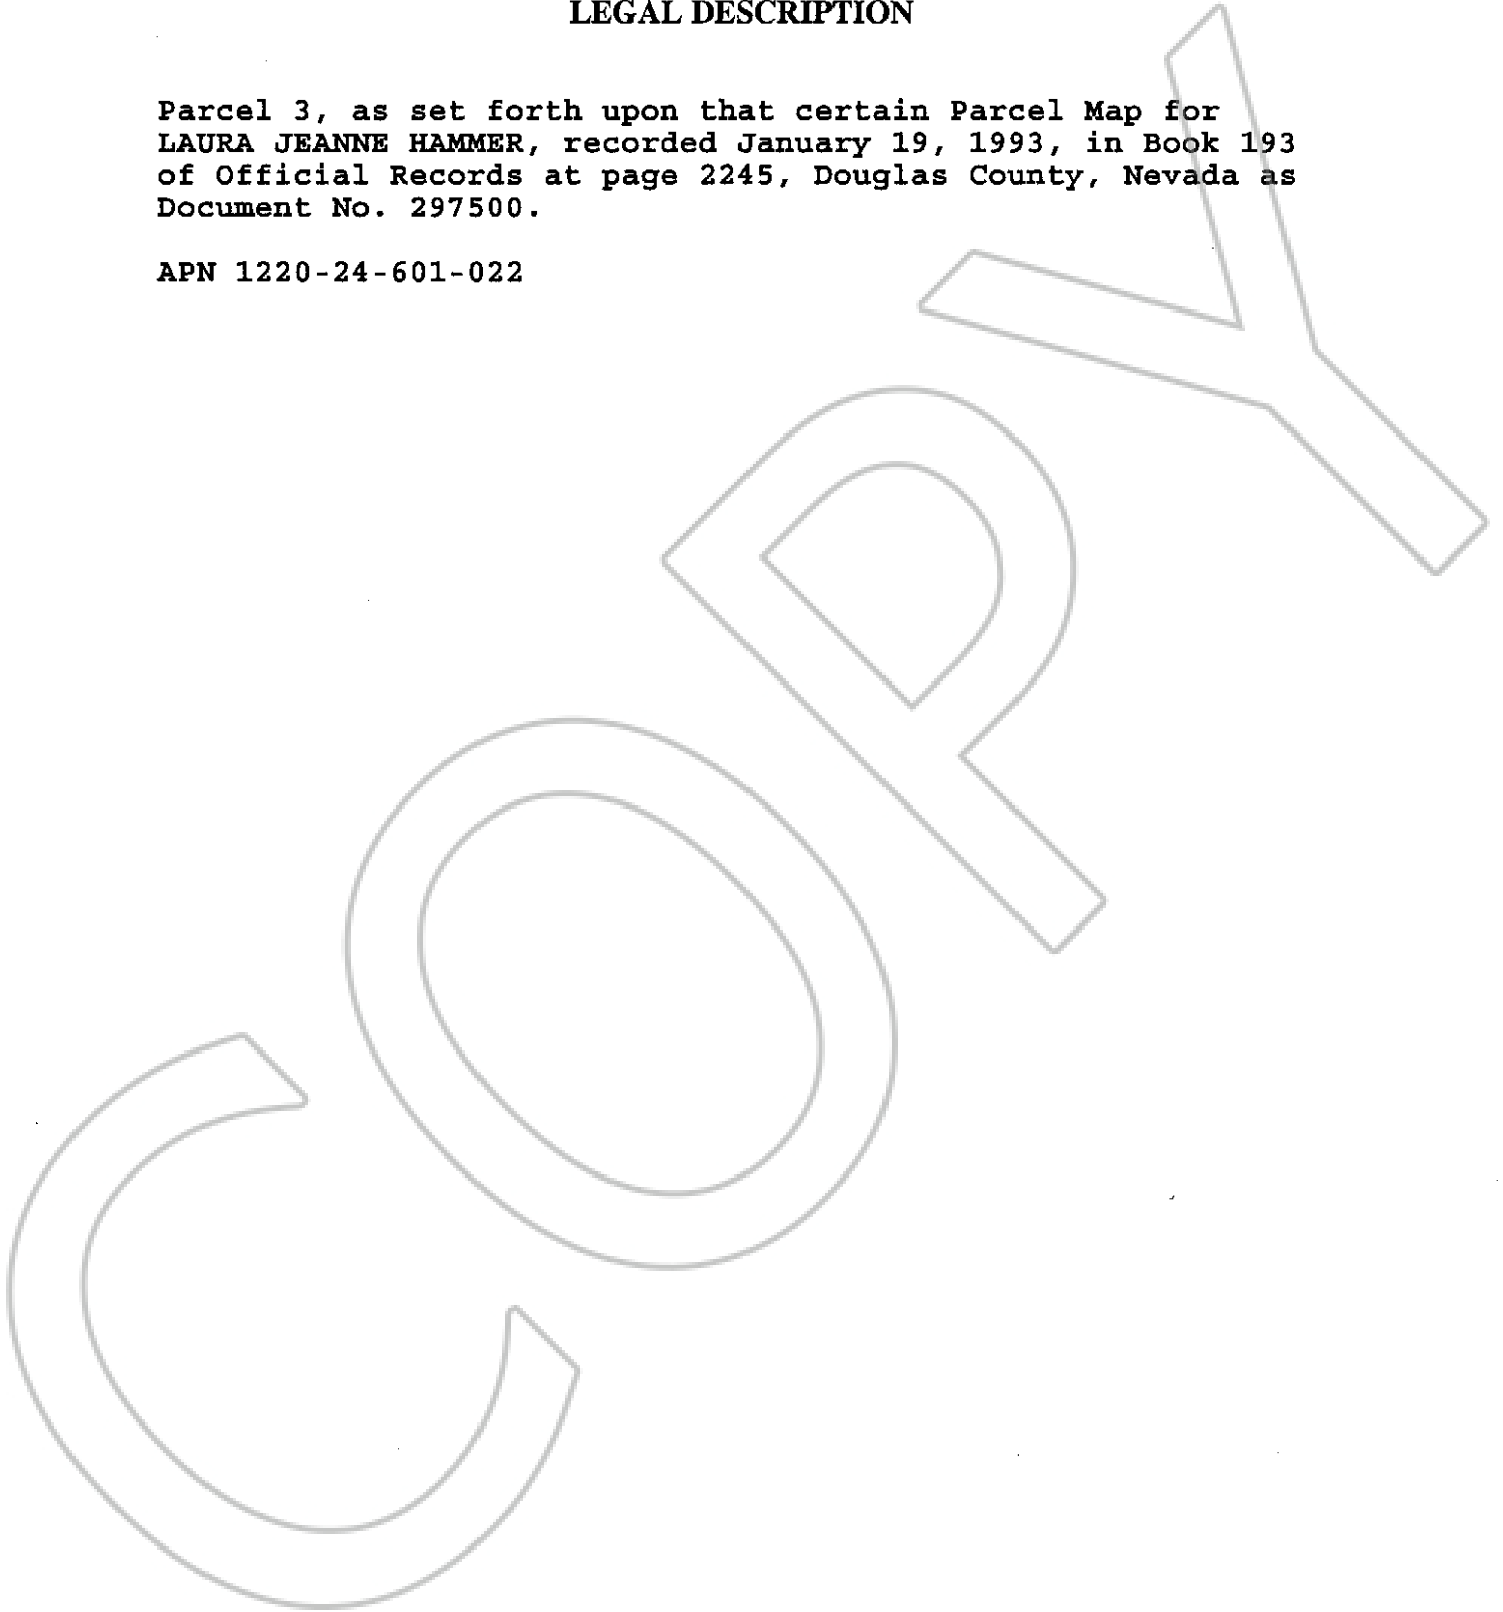 LEGAL DESCRIPTION
Parcel 3, as set forth upon that certain Parcel Map for
LAURA JEANNE HAMMER, recorded January 19, 1993, in Book 193
of Official Records at page 2245, Douglas County, Nevada as
Document No. 297500.
APN 1220-24-601-022
COPY